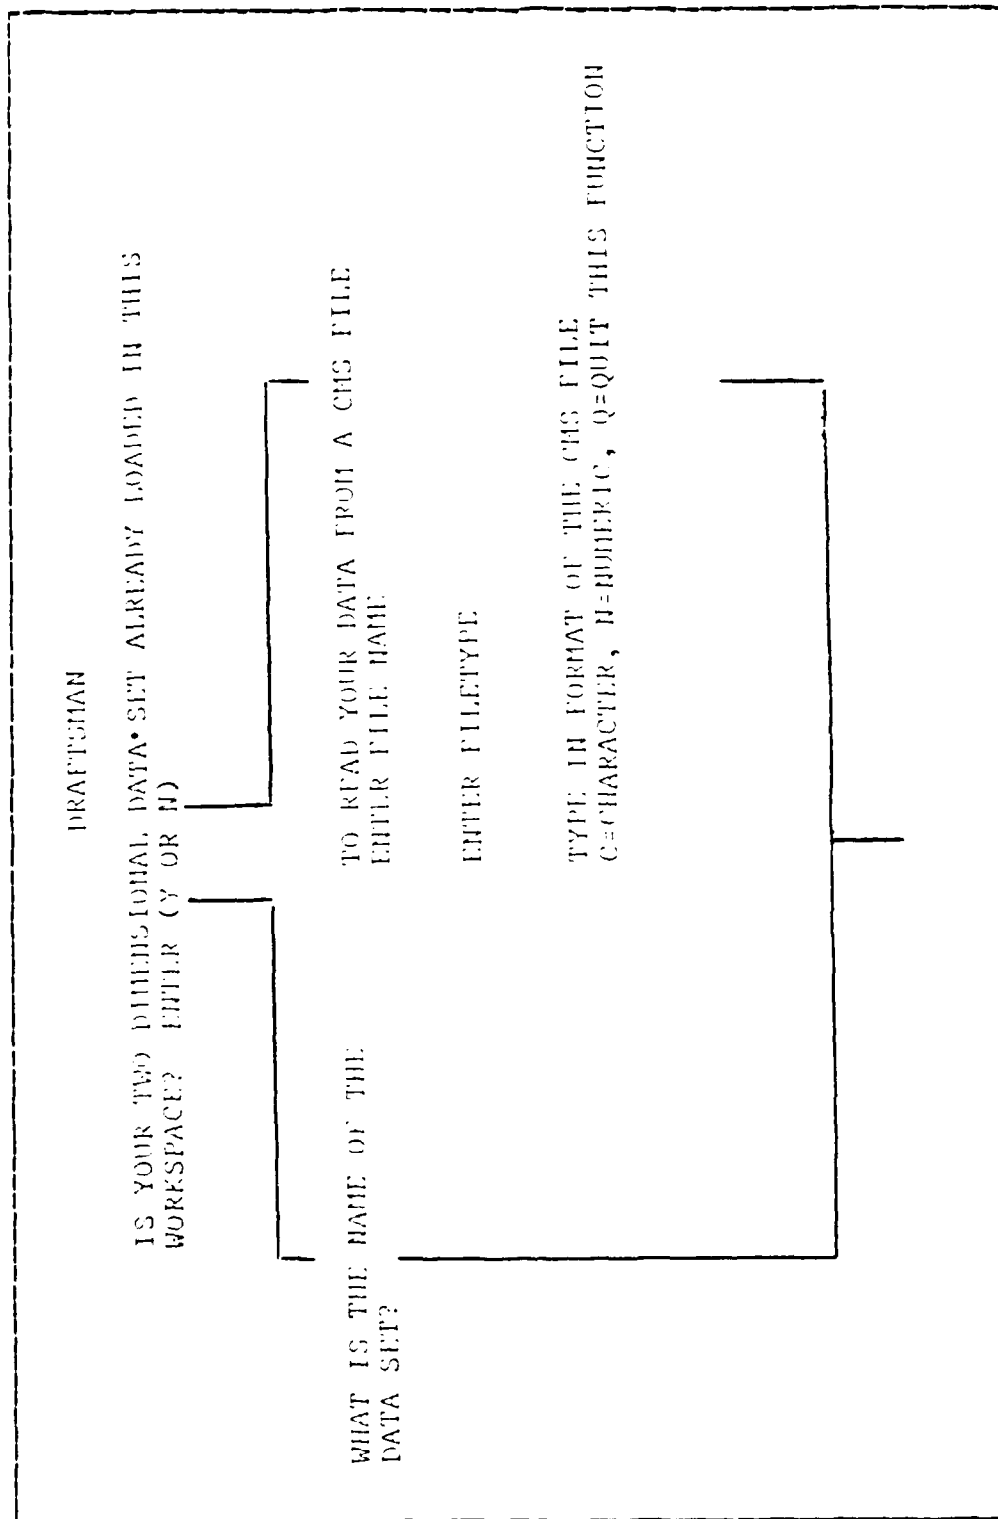 DRAFTSMAN
IS YOUR TWO DIMENSIONAL DATA SET ALREADY LOADED IN THIS
WORKSPACE? ENTER (Y OR N)
WHAT IS THE NAME OF THE
DATA SET?
TO READ YOUR DATA FROM A CMS FILE
ENTER FILE NAME
ENTER FILETYPE
TYPE IN FORMAT OF THE CMS FILE
C=CHARACTER, N=NUMERIC, Q=QUIT THIS FUNCTION